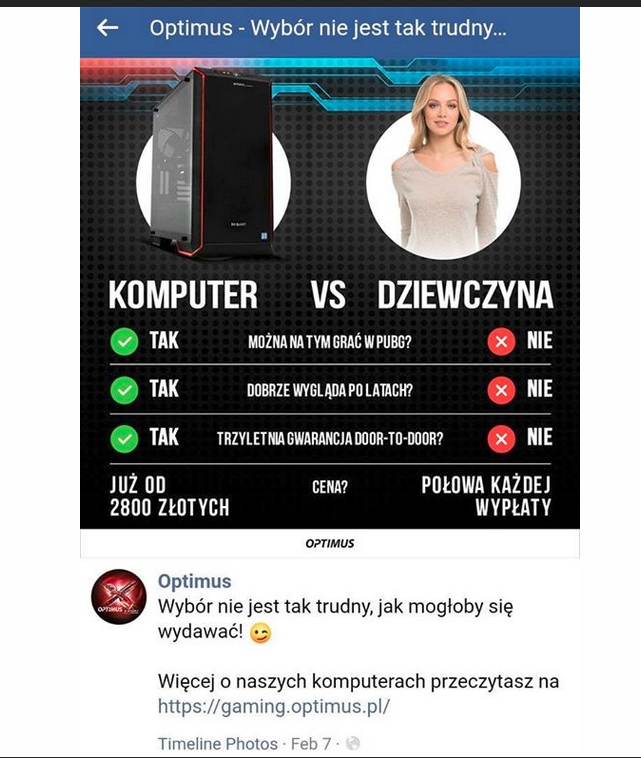 Optimus - Wybór nie jest tak trudny...
KOMPUTER VS DZIEWCZYNA
TAK MOŻNA NA TYM GRAĆ W PUBG? NIE
TAK DOBRZE WYGLĄDA PO LATACH? NIE
TAK TRZYLETNIA GWARANCJA DOOR-TO-DOOR? NIE
JUŻ OD CENA? POŁOWA KAŻDEJ
2800 ZŁOTYCH WYPŁATY
OPTIMUS
OPTIMUS
Optimus
Wybór nie jest tak trudny, jak mogłoby się
wydawać! 😉
Więcej o naszych komputerach przeczytasz na
https://gaming.optimus.pl/
Timeline Photos · Feb 7 ·